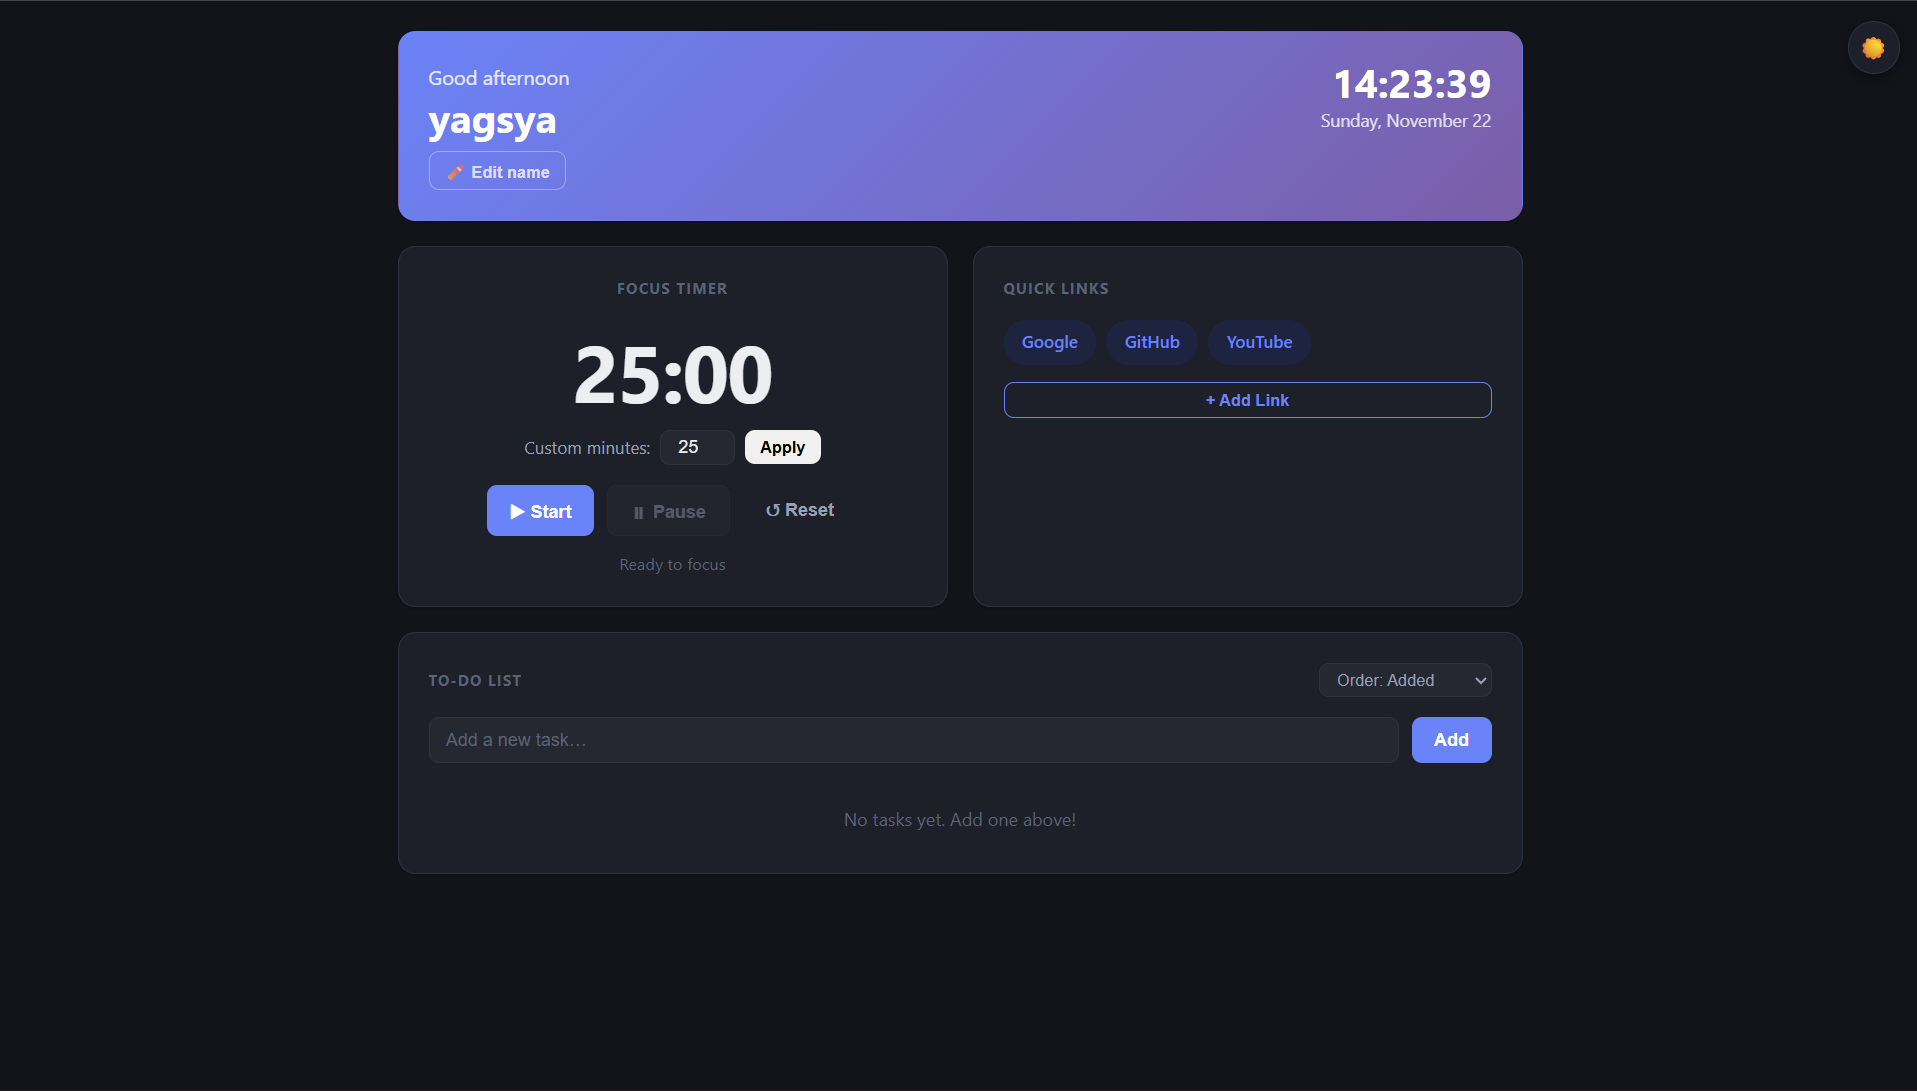 Good afternoon
yagsya
Edit name
14:23:39
Sunday, November 22
FOCUS TIMER
25:00
Custom minutes: 25 Apply
Start Pause ↺ Reset
Ready to focus
QUICK LINKS
Google GitHub YouTube
+ Add Link
TO-DO LIST
Order: Added
Add a new task…
Add
No tasks yet. Add one above!